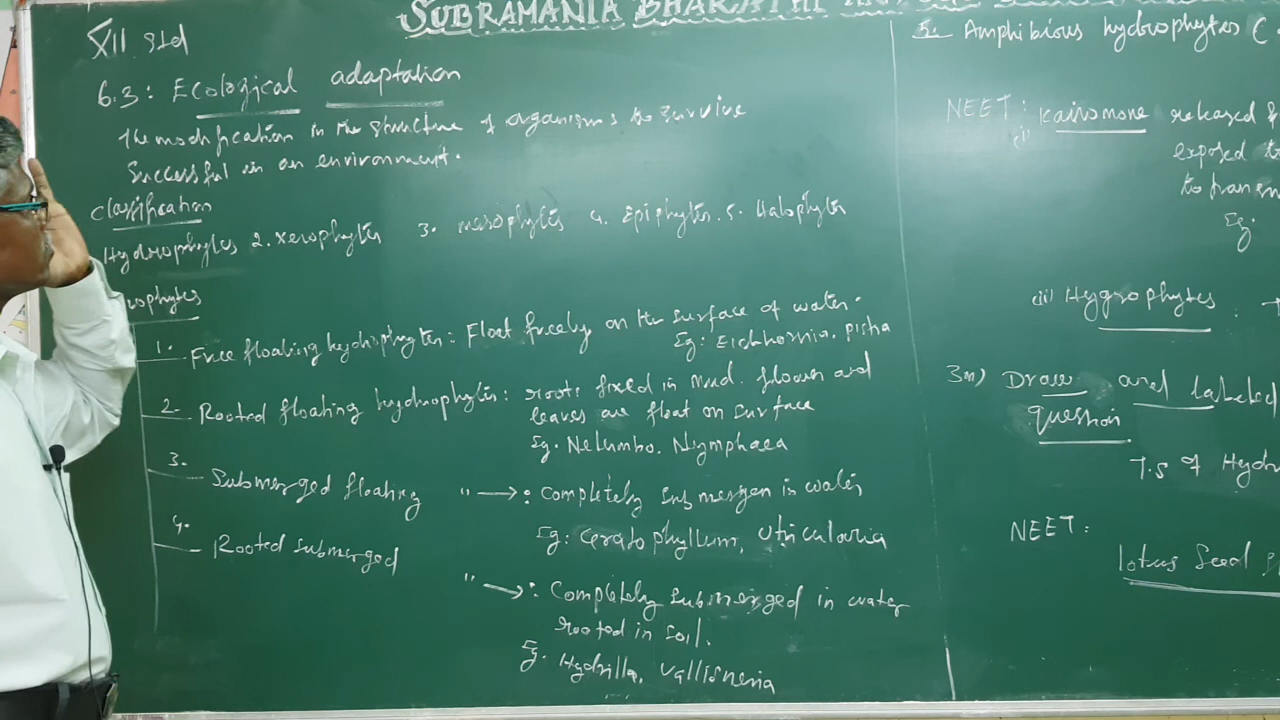 SUBRAMANIA BHARATHI
XII std
6.3: Ecological adaptation
The modification in the structure of organisms to survive
successful in an environment.
Classification
Hydrophytes 2. Xerophytes 3. mesophytes 4. Epiphytes. 5. Halophytes
rophytes
1. Free floating hydrophytes: Float freely on the surface of water.
Eg: Eichhornia, Pistia
2. Rooted floating hydrophytes: roots fixed in mud. flower and
leaves are float on surface
Eg. Nelumbo, Nymphaea
3. Submerged floating " → : Completely submergen in water
Eg: Ceratophyllum, Utricularia
4. Rooted submerged " → : Completely submerged in water
rooted in soil.
Eg. Hydrilla, Vallisneria
5. Amphibious hydrophytes (
NEET: Kairomone released
(i)
exposed to
to
Eg:
(ii) Hygrophytes :
3m) Draw and labeled
question
T.S of Hydr
NEET:
lotus Seed